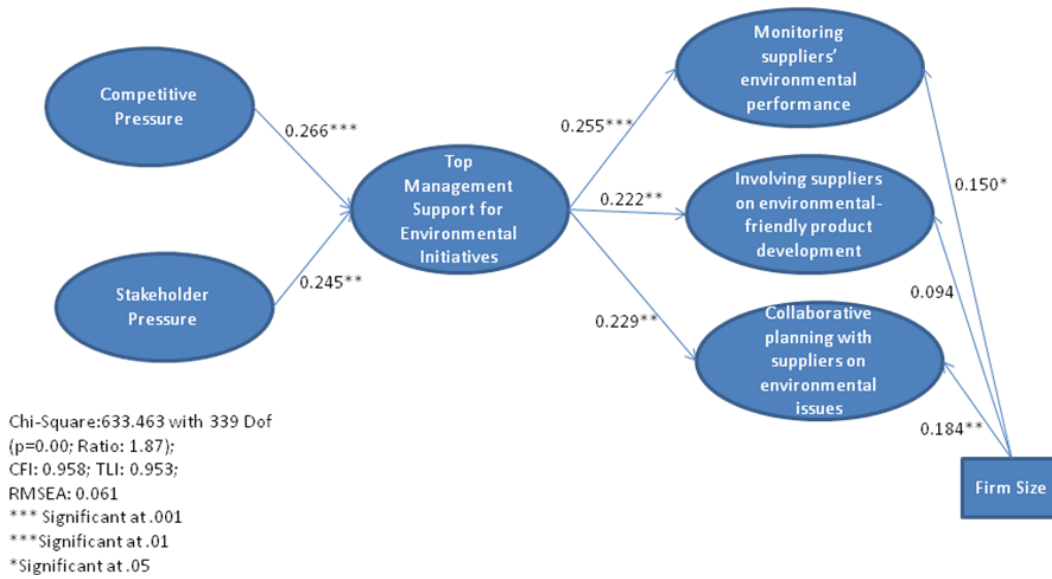 Competitive
Pressure
0.266***
Stakeholder
Pressure
0.245**
Top
Management
Support for
Environmental
Initiatives
0.255***
0.222**
0.229**
Monitoring
suppliers'
environmental
performance
Involving suppliers
on environmental-
friendly product
development
Collaborative
planning with
suppliers on
environmental
issues
0.150*
0.094
0.184**
Firm Size
Chi-Square:633.463 with 339 Dof
(p=0.00; Ratio: 1.87);
CFI: 0.958; TLI: 0.953;
RMSEA: 0.061
*** Significant at .001
***Significant at .01
*Significant at .05